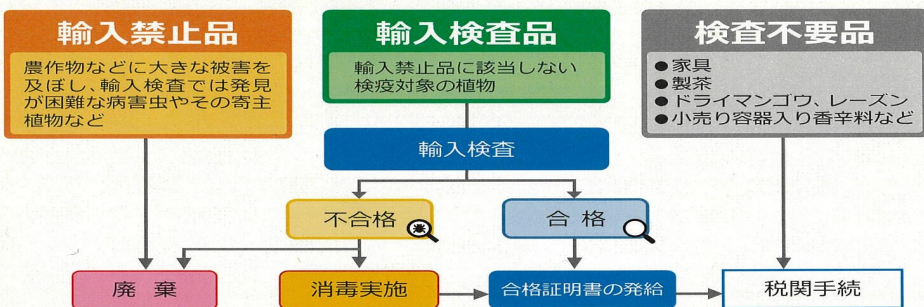 輸入禁止品
農作物などに大きな被害を
及ぼし、輸入検査では発見
が困難な病害虫やその寄主
植物など
輸入検査品
輸入禁止品に該当しない
検疫対象の植物
検査不要品
●家具
●製茶
●ドライマンゴウ、レーズン
●小売り容器入り香辛料など
輸入検査
不合格
合格
廃棄
消毒実施
合格証明書の発給
税関手続